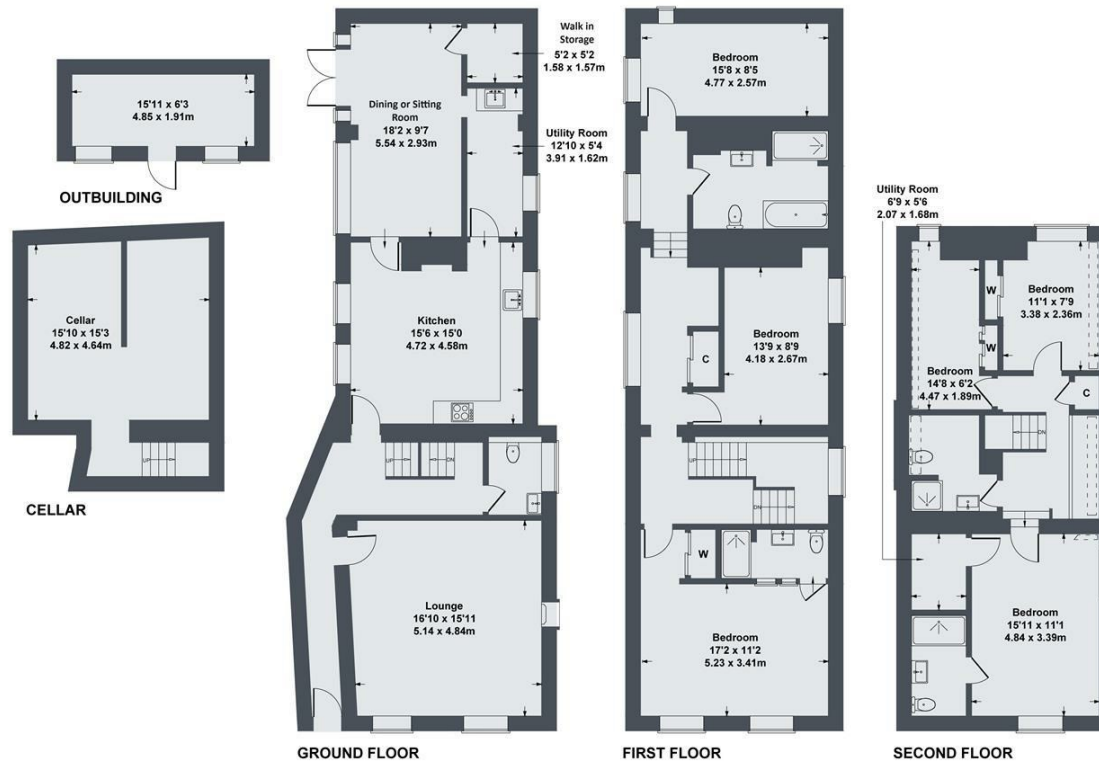 15'11 x 6'3
4.85 x 1.91m
OUTBUILDING
Cellar
15'10 x 15'3
4.82 x 4.64m
UP
CELLAR
Walk in
Storage
5'2 x 5'2
1.58 x 1.57m
Dining or Sitting
Room
18'2 x 9'7
5.54 x 2.93m
Utility Room
12'10 x 5'4
3.91 x 1.62m
Kitchen
15'6 x 15'0
4.72 x 4.58m
UP
DN
Lounge
16'10 x 15'11
5.14 x 4.84m
GROUND FLOOR
Bedroom
15'8 x 8'5
4.77 x 2.57m
Bedroom
13'9 x 8'9
4.18 x 2.67m
C
UP
DN
W
Bedroom
17'2 x 11'2
5.23 x 3.41m
FIRST FLOOR
Utility Room
6'9 x 5'6
2.07 x 1.68m
W
Bedroom
11'1 x 7'9
3.38 x 2.36m
W
Bedroom
14'8 x 6'2
4.47 x 1.89m
C
DN
Bedroom
15'11 x 11'1
4.84 x 3.39m
SECOND FLOOR